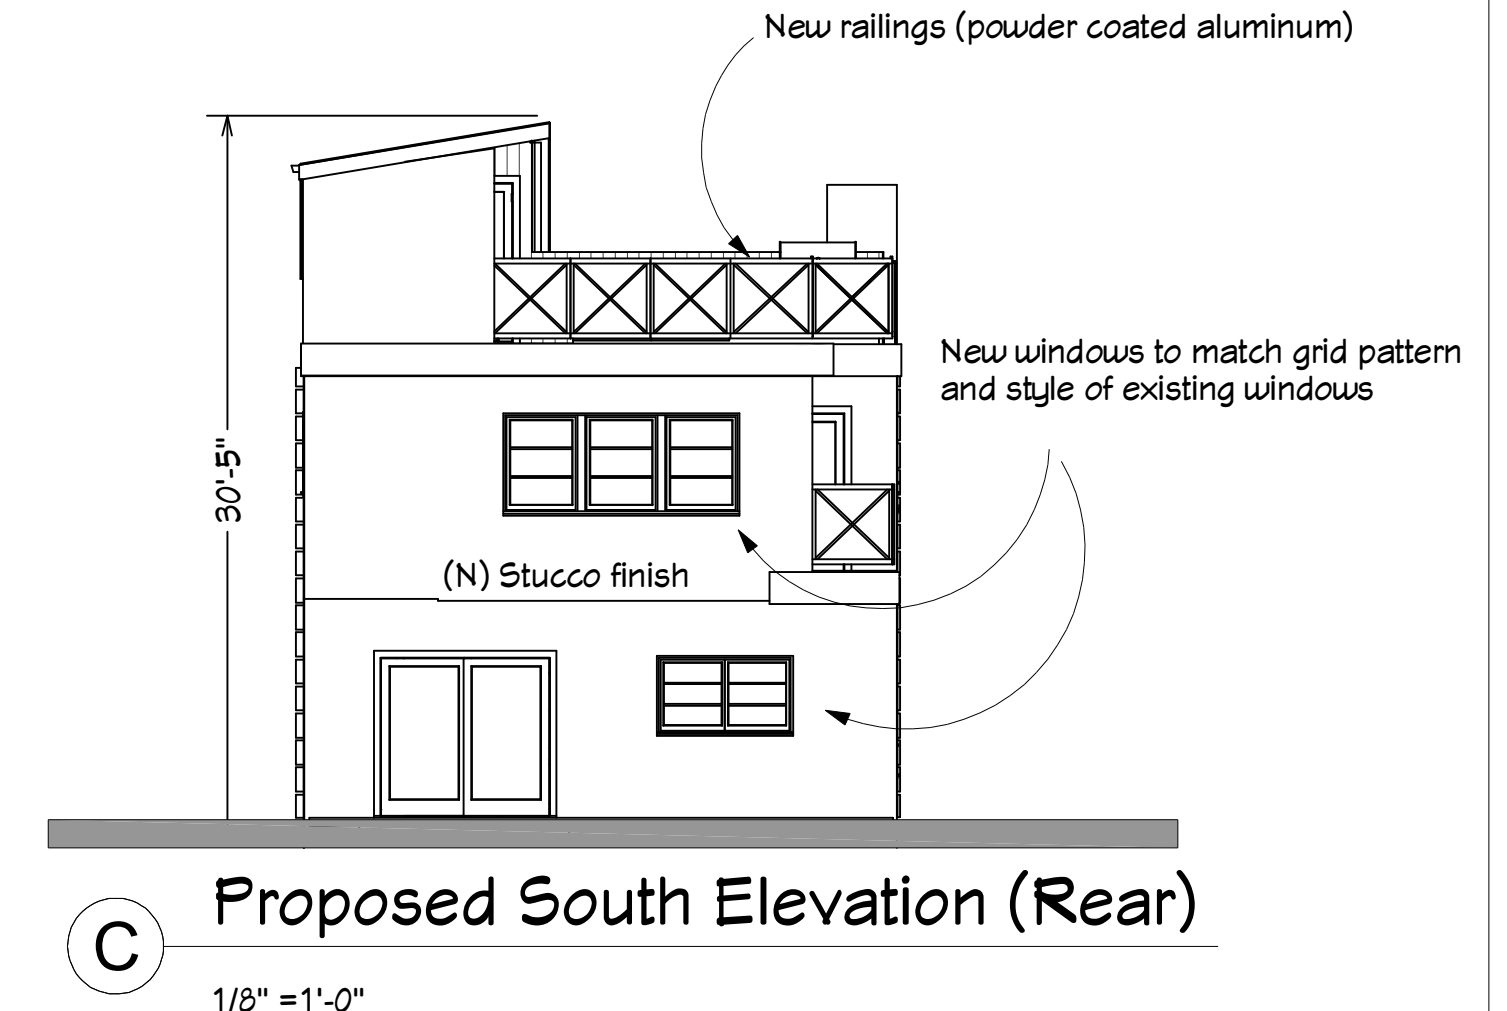 New railings (powder coated aluminum)
New windows to match grid pattern
and style of existing windows
30'-5"
(N) Stucco finish
Proposed South Elevation (Rear)
C
1/8" =1'-0"